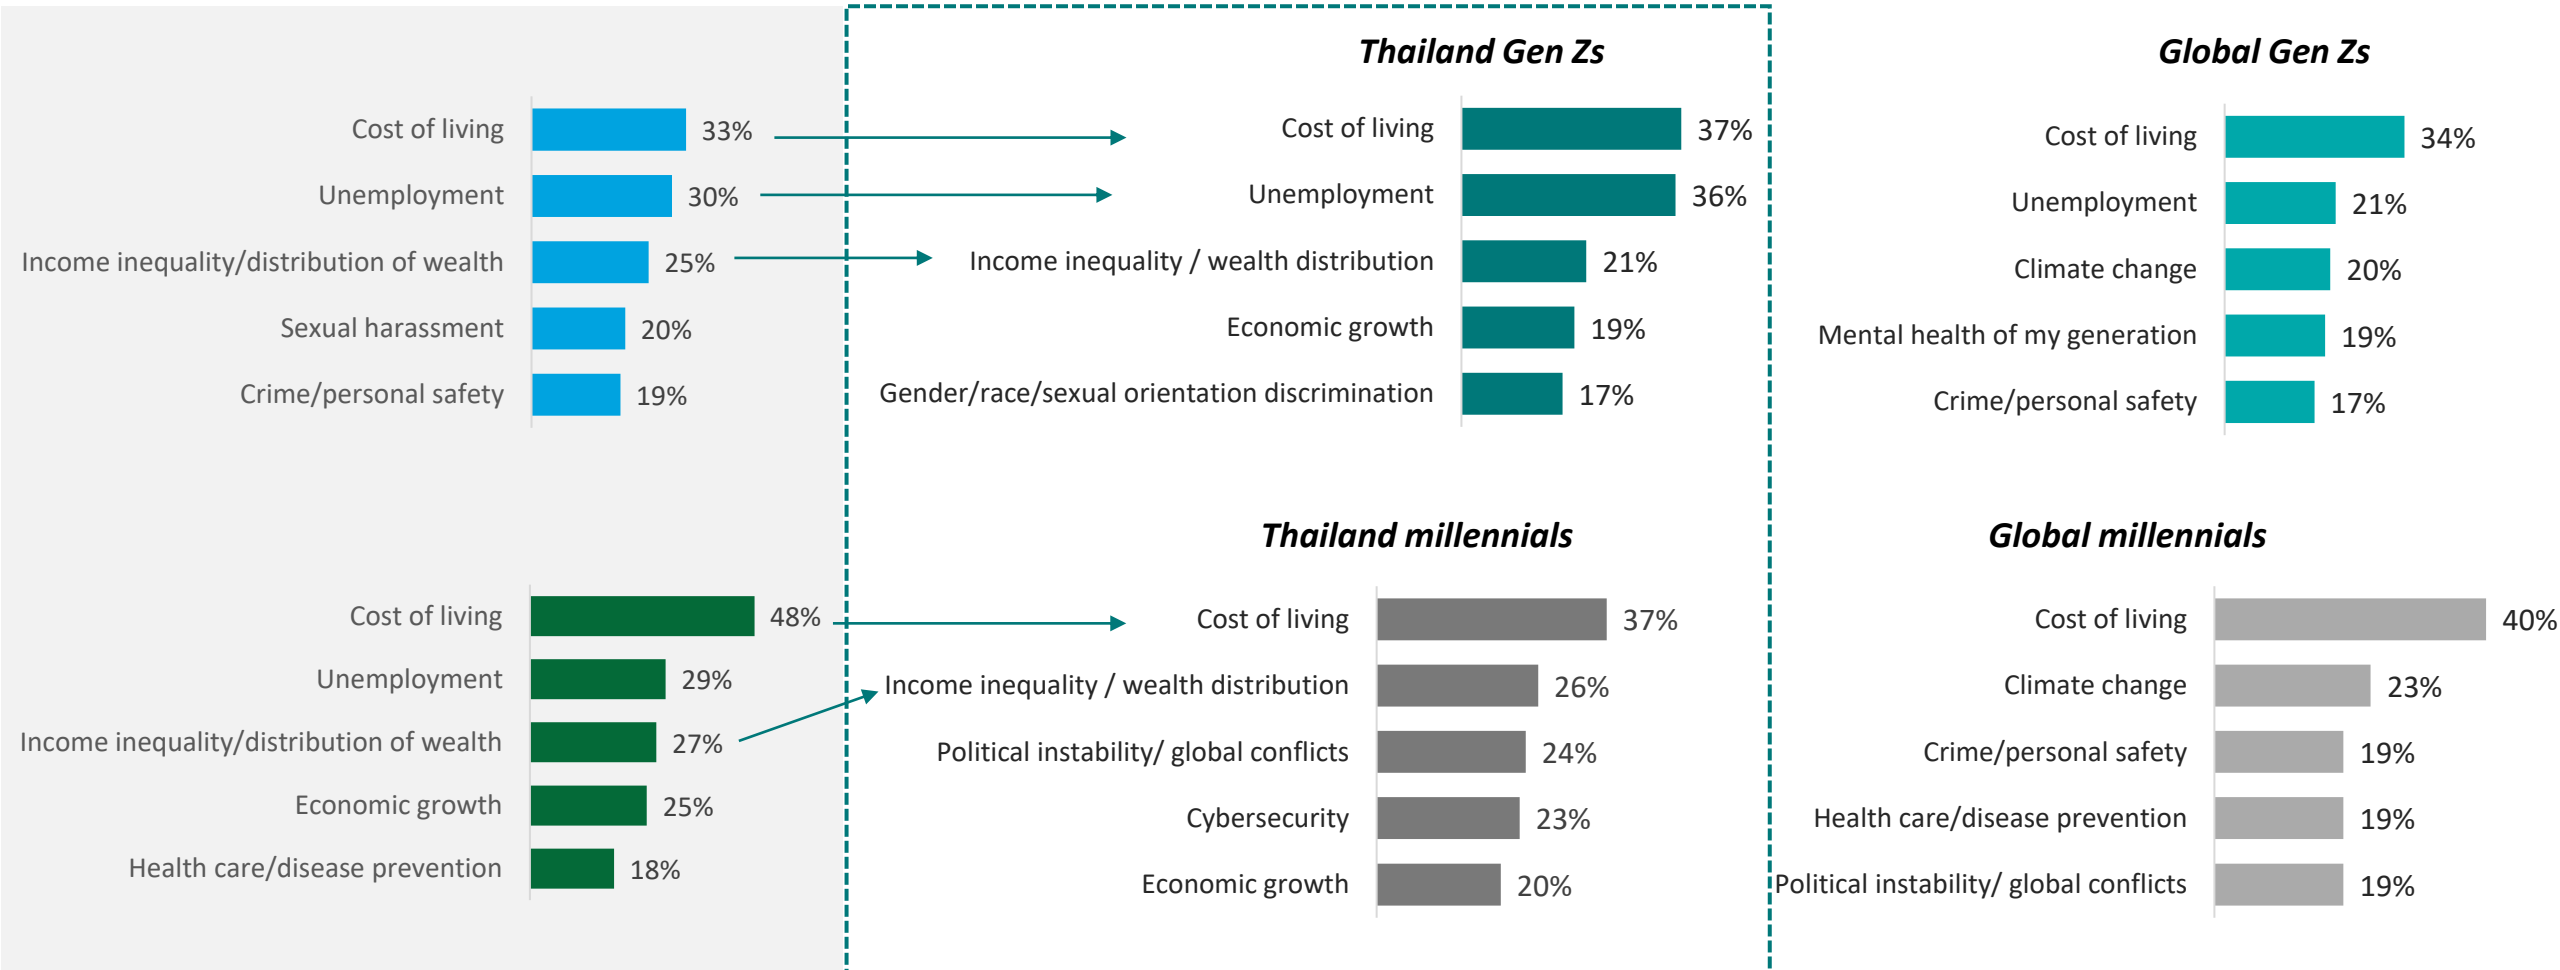 Cost of living 33%
Unemployment 30%
Income inequality/distribution of wealth 25%
Sexual harassment 20%
Crime/personal safety 19%
Thailand Gen Zs
Cost of living 37%
Unemployment 36%
Income inequality / wealth distribution 21%
Economic growth 19%
Gender/race/sexual orientation discrimination 17%
Global Gen Zs
Cost of living 34%
Unemployment 21%
Climate change 20%
Mental health of my generation 19%
Crime/personal safety 17%
Cost of living 48%
Unemployment 29%
Income inequality/distribution of wealth 27%
Economic growth 25%
Health care/disease prevention 18%
Thailand millennials
Cost of living 37%
Income inequality / wealth distribution 26%
Political instability/ global conflicts 24%
Cybersecurity 23%
Economic growth 20%
Global millennials
Cost of living 40%
Climate change 23%
Crime/personal safety 19%
Health care/disease prevention 19%
Political instability/ global conflicts 19%